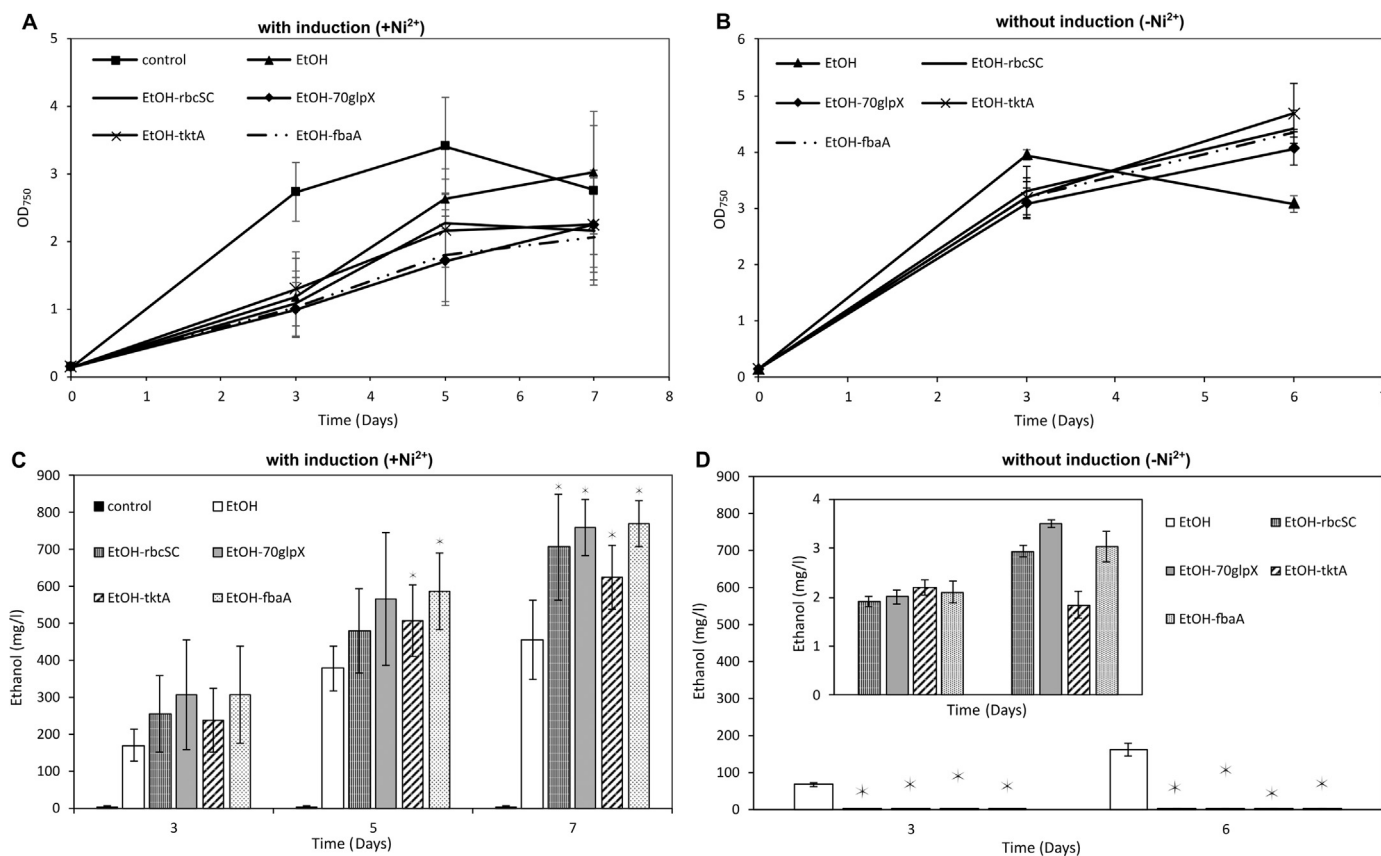 A
with induction (+Ni²⁺)
control
EtOH
EtOH-rbcSC
EtOH-70glpX
EtOH-tktA
EtOH-fbaA
OD₇₅₀
5
4
3
2
1
0
0 1 2 3 4 5 6 7 8
Time (Days)
B
without induction (-Ni²⁺)
EtOH
EtOH-rbcSC
EtOH-70glpX
EtOH-tktA
EtOH-fbaA
OD₇₅₀
6
5
4
3
2
1
0
0 1 2 3 4 5 6 7
Time (Days)
C
with induction (+Ni²⁺)
control
EtOH
EtOH-rbcSC
EtOH-70glpX
EtOH-tktA
EtOH-fbaA
Ethanol (mg/l)
900
800
700
600
500
400
300
200
100
0
3 5 7
Time (Days)
D
without induction (-Ni²⁺)
Ethanol (mg/l)
900
800
700
600
500
400
300
200
100
0
Ethanol (mg/l)
4
3
2
1
0
Time (Days)
EtOH
EtOH-rbcSC
EtOH-70glpX
EtOH-tktA
EtOH-fbaA
3 6
Time (Days)